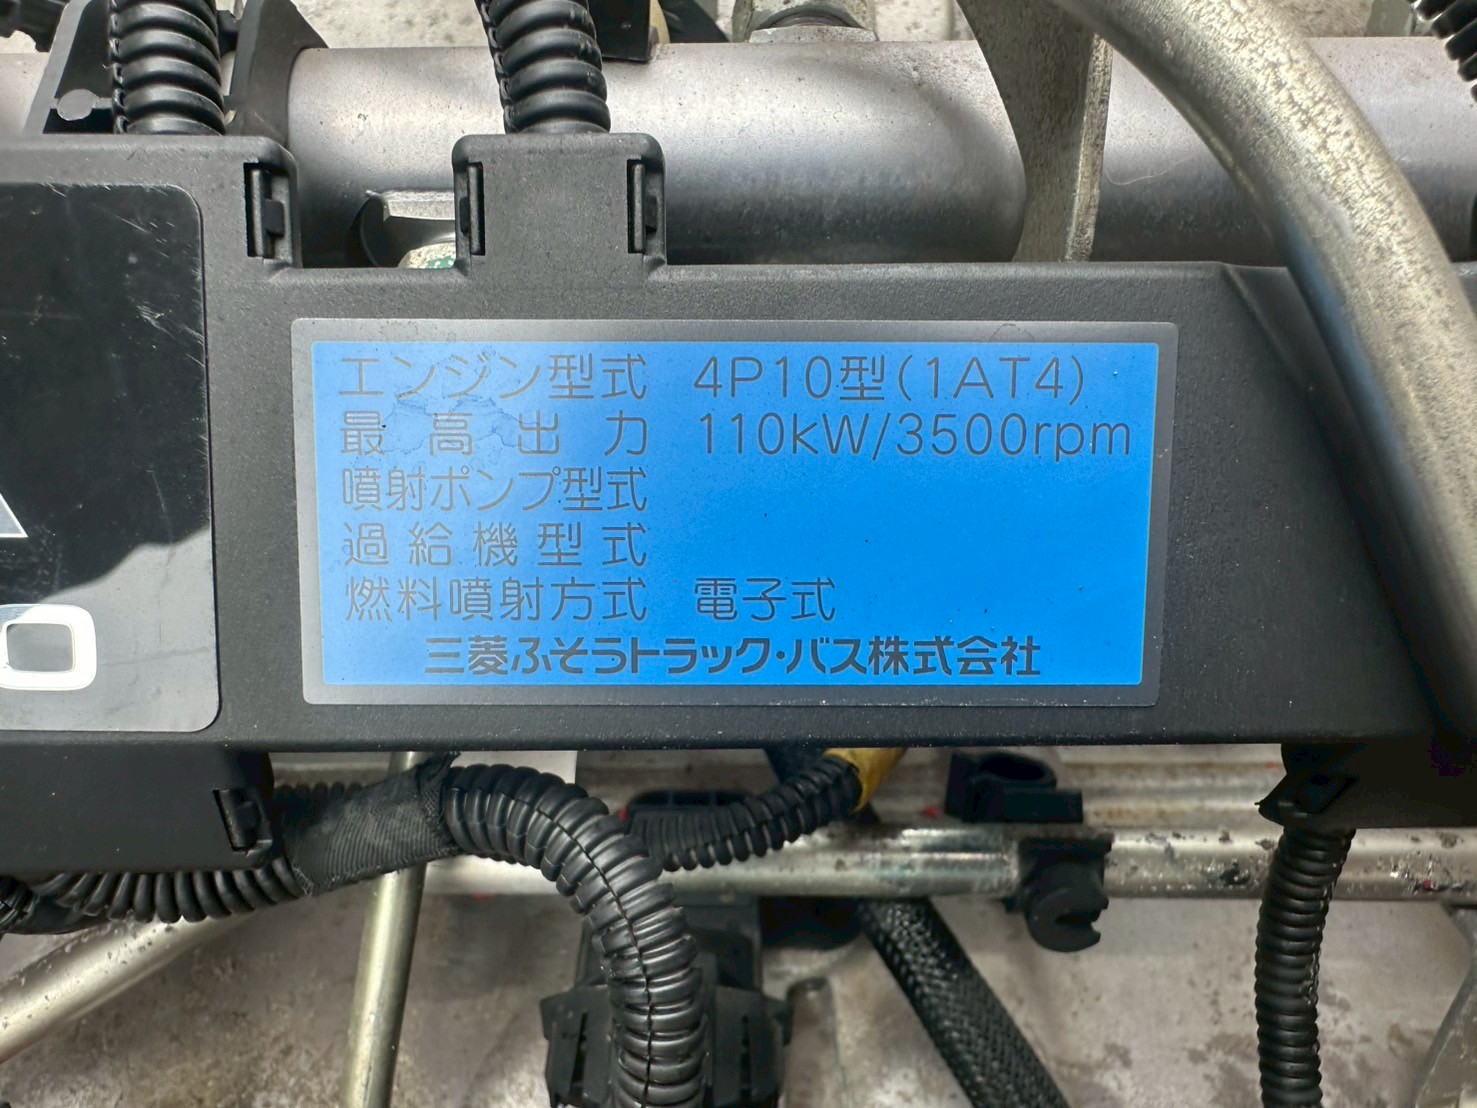 エンジン型式 4P10型(1AT4)
最高出力 110kW/3500rpm
噴射ポンプ型式
過給機型式
燃料噴射方式 電子式
三菱ふそうトラック・バス株式会社